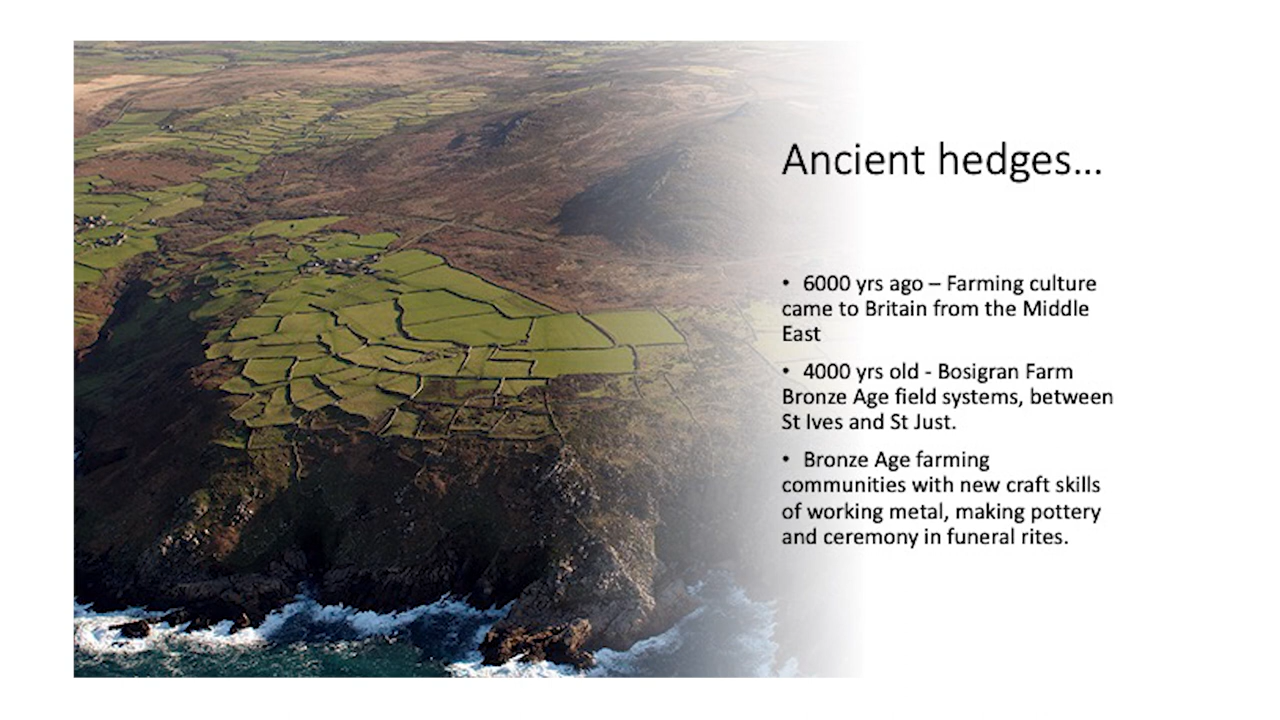 Ancient hedges...
• 6000 yrs ago – Farming culture
came to Britain from the Middle
East
• 4000 yrs old - Bosigran Farm
Bronze Age field systems, between
St Ives and St Just.
• Bronze Age farming
communities with new craft skills
of working metal, making pottery
and ceremony in funeral rites.